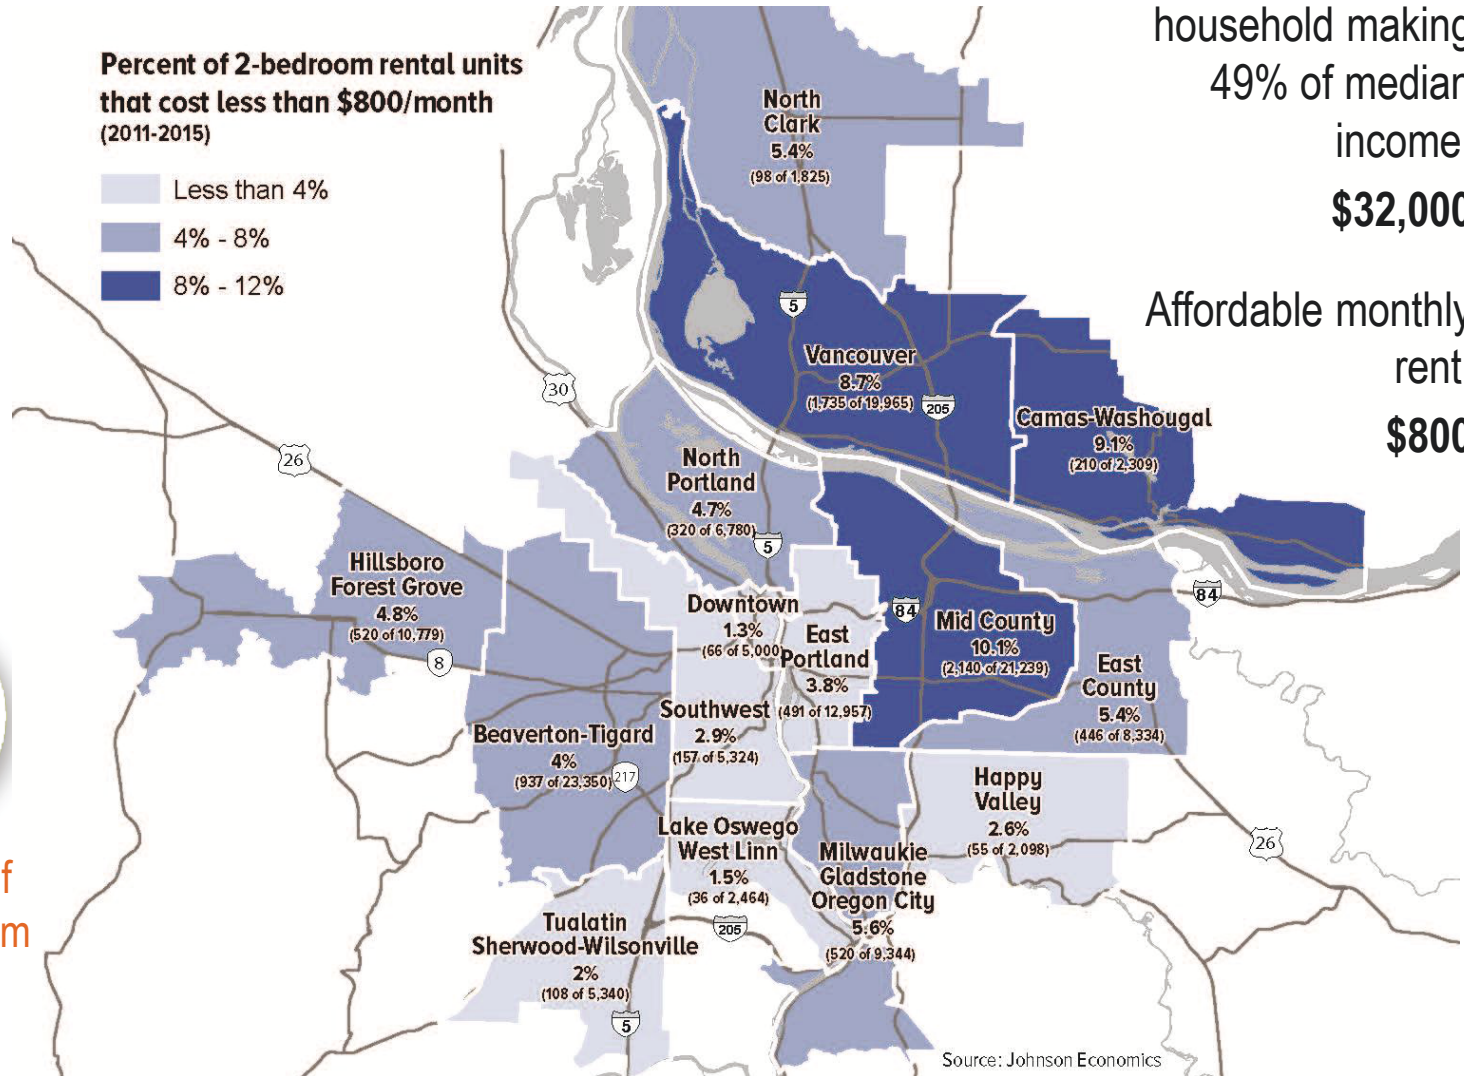 Percent of 2-bedroom rental units
that cost less than $800/month
(2011-2015)
Less than 4%
4% - 8%
8% - 12%
household making
49% of median
income
$32,000
Affordable monthly
rent
$800
North
Clark
5.4%
(98 of 1,825)
5
Vancouver
8.7%
(1,735 of 19,965)
205
Camas-Washougal
9.1%
(210 of 2,309)
30
26
North
Portland
4.7%
(320 of 6,780)
5
Hillsboro
Forest Grove
4.8%
(520 of 10,779)
8
Downtown
1.3%
(66 of 5,000)
East
Portland
3.8%
(491 of 12,957)
84
Mid County
10.1%
(2,140 of 21,239)
84
East
County
5.4%
(446 of 8,334)
Southwest
2.9%
(157 of 5,324)
Beaverton-Tigard
4%
(937 of 23,350)
217
Happy
Valley
2.6%
(55 of 2,098)
26
Lake Oswego
West Linn
1.5%
(36 of 2,464)
205
Milwaukie
Gladstone
Oregon City
5.6%
(520 of 9,344)
Tualatin
Sherwood-Wilsonville
2%
(108 of 5,340)
5
f
m
Source: Johnson Economics